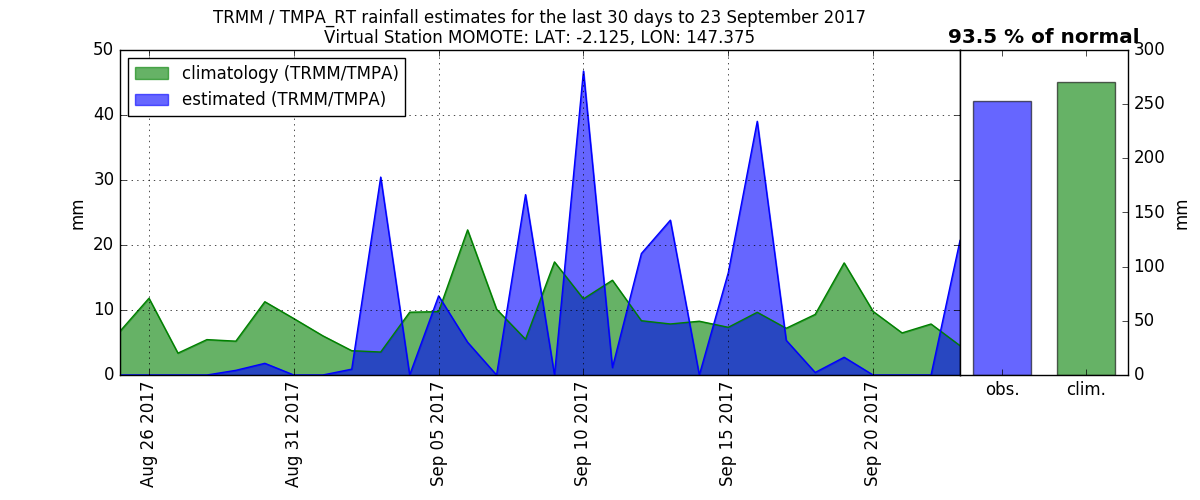 TRMM / TMPA_RT rainfall estimates for the last 30 days to 23 September 2017
Virtual Station MOMOTE: LAT: -2.125, LON: 147.375
93.5 % of normal
climatology (TRMM/TMPA)
estimated (TRMM/TMPA)
50
40
30
20
10
0
mm
Aug 26 2017
Aug 31 2017
Sep 05 2017
Sep 10 2017
Sep 15 2017
Sep 20 2017
obs.
clim.
300
250
200
150
100
50
0
mm